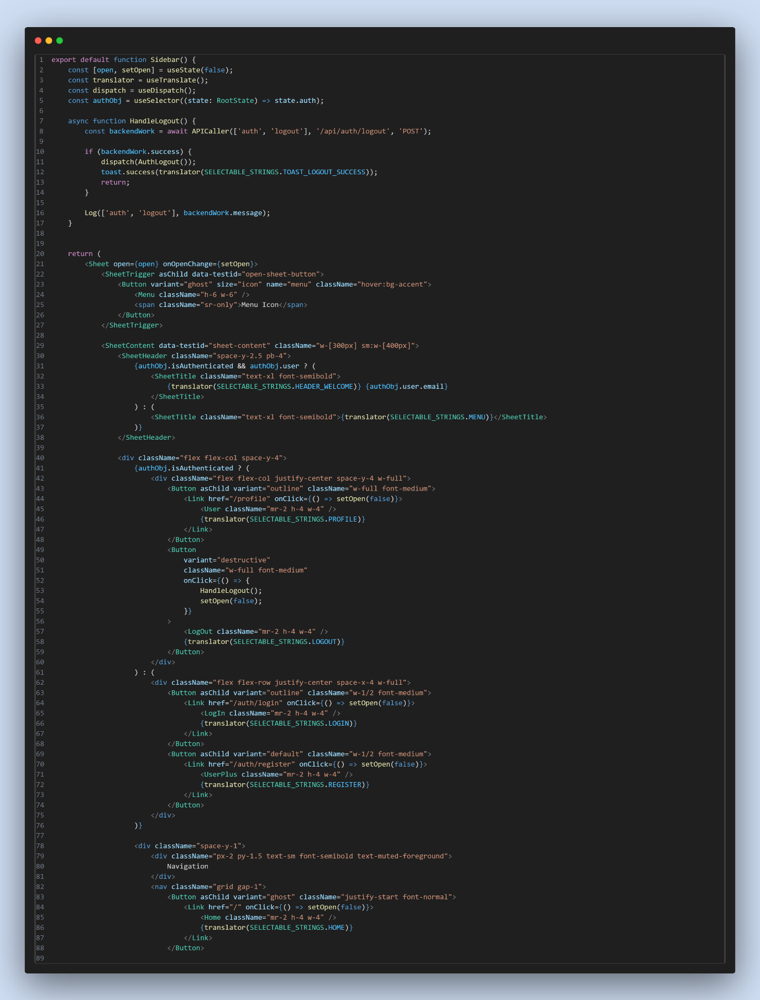 1 export default function Sidebar() {
2     const [open, setOpen] = useState(false);
3     const translator = useTranslate();
4     const dispatch = useDispatch();
5     const authObj = useSelector((state: RootState) => state.auth);
6
7     async function HandleLogout() {
8         const backendWork = await APICaller(['auth', 'logout'], '/api/auth/logout', 'POST');
9
10         if (backendWork.success) {
11             dispatch(AuthLogout());
12             toast.success(translator(SELECTABLE_STRINGS.TOAST_LOGOUT_SUCCESS));
13             return;
14         }
15
16         Log(['auth', 'logout'], backendWork.message);
17     }
18
19
20     return (
21         <Sheet open={open} onOpenChange={setOpen}>
22             <SheetTrigger asChild data-testid="open-sheet-button">
23                 <Button variant="ghost" size="icon" name="menu" className="hover:bg-accent">
24                     <Menu className="h-6 w-6" />
25                     <span className="sr-only">Menu Icon</span>
26                 </Button>
27             </SheetTrigger>
28
29             <SheetContent data-testid="sheet-content" className="w-[300px] sm:w-[400px]">
30                 <SheetHeader className="space-y-2.5 pb-4">
31                     {authObj.isAuthenticated && authObj.user ? (
32                         <SheetTitle className="text-xl font-semibold">
33                             {translator(SELECTABLE_STRINGS.HEADER_WELCOME)} {authObj.user.email}
34                         </SheetTitle>
35                     ) : (
36                         <SheetTitle className="text-xl font-semibold">{translator(SELECTABLE_STRINGS.MENU)}</SheetTitle>
37                     )}
38                 </SheetHeader>
39
40                 <div className="flex flex-col space-y-4">
41                     {authObj.isAuthenticated ? (
42                         <div className="flex flex-col justify-center space-y-4 w-full">
43                             <Button asChild variant="outline" className="w-full font-medium">
44                                 <Link href="/profile" onClick={() => setOpen(false)}>
45                                     <User className="mr-2 h-4 w-4" />
46                                     {translator(SELECTABLE_STRINGS.PROFILE)}
47                                 </Link>
48                             </Button>
49                             <Button
50                                 variant="destructive"
51                                 className="w-full font-medium"
52                                 onClick={() => {
53                                     HandleLogout();
54                                     setOpen(false);
55                                 }}
56                             >
57                                 <LogOut className="mr-2 h-4 w-4" />
58                                 {translator(SELECTABLE_STRINGS.LOGOUT)}
59                             </Button>
60                         </div>
61                     ) : (
62                         <div className="flex flex-row justify-center space-x-4 w-full">
63                             <Button asChild variant="outline" className="w-1/2 font-medium">
64                                 <Link href="/auth/login" onClick={() => setOpen(false)}>
65                                     <LogIn className="mr-2 h-4 w-4" />
66                                     {translator(SELECTABLE_STRINGS.LOGIN)}
67                                 </Link>
68                             </Button>
69                             <Button asChild variant="default" className="w-1/2 font-medium">
70                                 <Link href="/auth/register" onClick={() => setOpen(false)}>
71                                     <UserPlus className="mr-2 h-4 w-4" />
72                                     {translator(SELECTABLE_STRINGS.REGISTER)}
73                                 </Link>
74                             </Button>
75                         </div>
76                     )}
77
78                     <div className="space-y-1">
79                         <div className="px-2 py-1.5 text-sm font-semibold text-muted-foreground">
80                             Navigation
81                         </div>
82                         <nav className="grid gap-1">
83                             <Button asChild variant="ghost" className="justify-start font-normal">
84                                 <Link href="/" onClick={() => setOpen(false)}>
85                                     <Home className="mr-2 h-4 w-4" />
86                                     {translator(SELECTABLE_STRINGS.HOME)}
87                                 </Link>
88                             </Button>
89